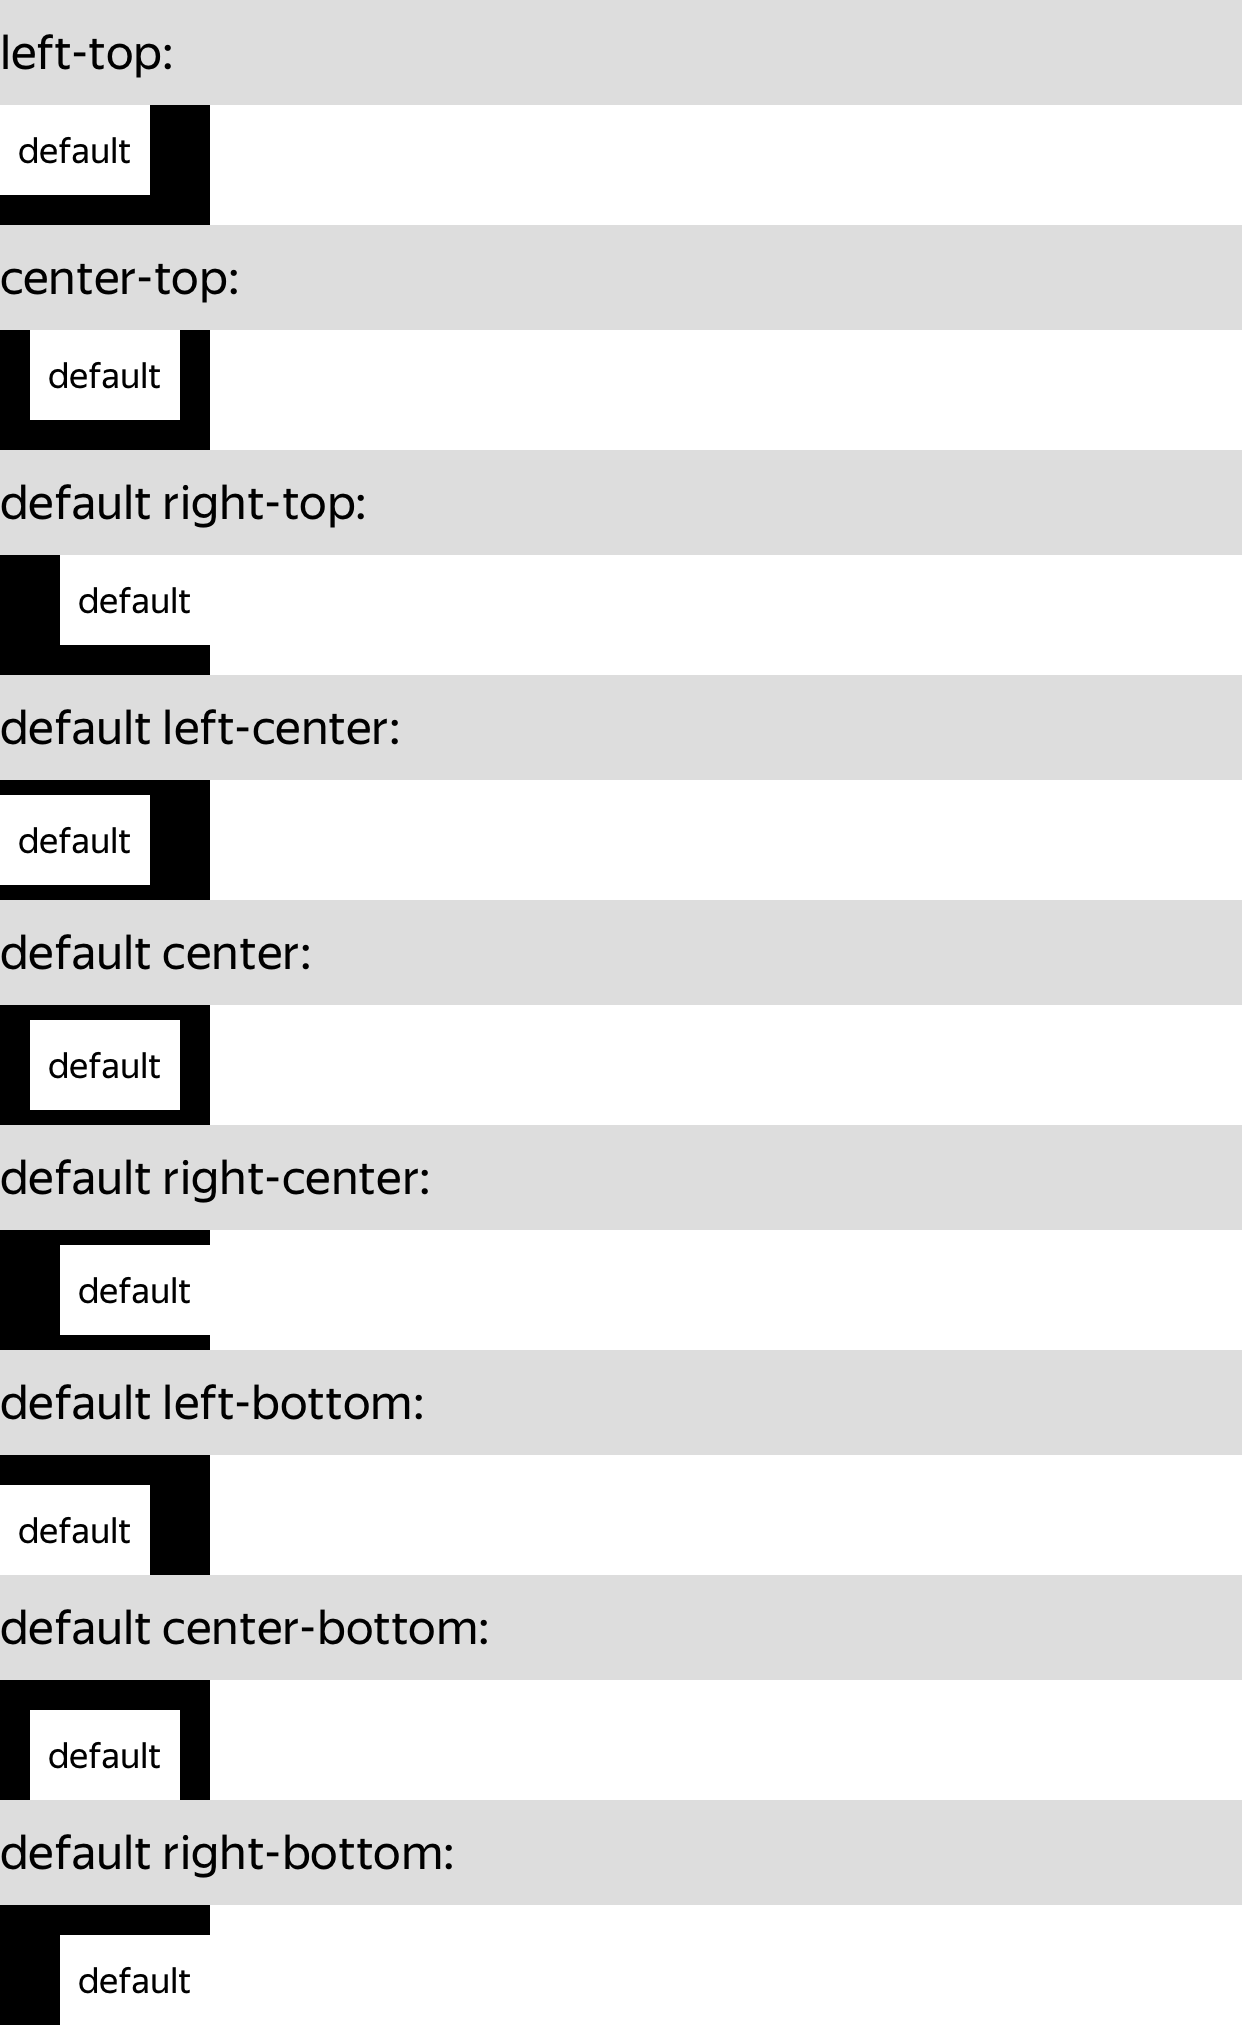 left-top:
default
center-top:
default
default right-top:
default
default left-center:
default
default center:
default
default right-center:
default
default left-bottom:
default
default center-bottom:
default
default right-bottom:
default